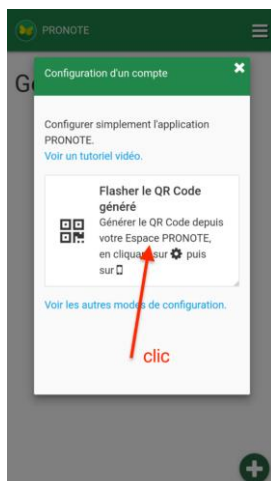 PRONOTE
Configuration d'un compte
Configurer simplement l'application
PRONOTE.
Voir un tutoriel vidéo.
Flasher le QR Code
généré
Générer le QR Code depuis
votre Espace PRONOTE,
en cliquant sur puis
sur
Voir les autres modes de configuration.
clic